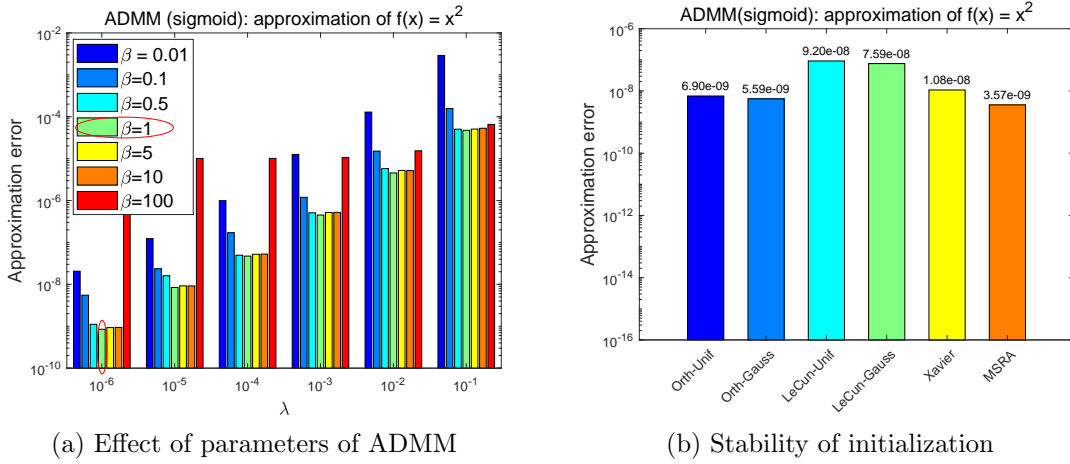 ADMM (sigmoid): approximation of f(x) = x²
10⁻²
10⁻⁴
10⁻⁶
10⁻⁸
10⁻¹⁰
Approximation error
β = 0.01
β=0.1
β=0.5
β=1
β=5
β=10
β=100
10⁻⁶ 10⁻⁵ 10⁻⁴ 10⁻³ 10⁻² 10⁻¹
λ
(a) Effect of parameters of ADMM
ADMM(sigmoid): approximation of f(x) = x²
10⁻⁶
10⁻⁸
10⁻¹⁰
10⁻¹²
10⁻¹⁴
10⁻¹⁶
Approximation error
6.90e-09 5.59e-09 9.20e-08 7.59e-08 1.08e-08 3.57e-09
Orth-Unif Orth-Gauss LeCun-Unif LeCun-Gauss Xavier MSRA
(b) Stability of initialization